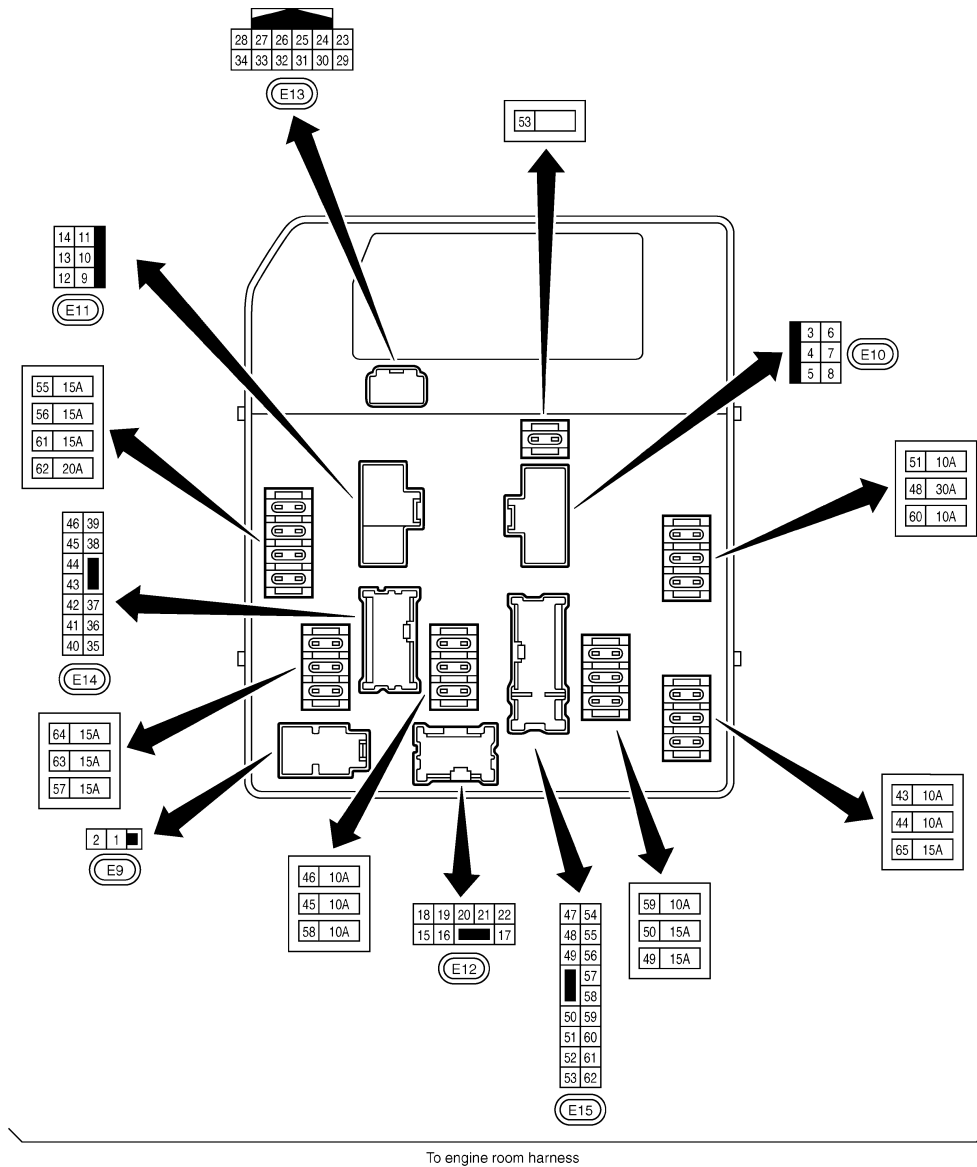 28 27 26 25 24 23
34 33 32 31 30 29
E13
53
14 11
13 10
12 9
E11
3 6
4 7
5 8
E10
55 15A
56 15A
61 15A
62 20A
51 10A
48 30A
60 10A
46 39
45 38
44
43
42 37
41 36
40 35
E14
64 15A
63 15A
57 15A
2 1
E9
43 10A
44 10A
65 15A
46 10A
45 10A
58 10A
18 19 20 21 22
15 16 17
E12
47 54
48 55
49 56
57
58
50 59
51 60
52 61
53 62
E15
59 10A
50 15A
49 15A
To engine room harness